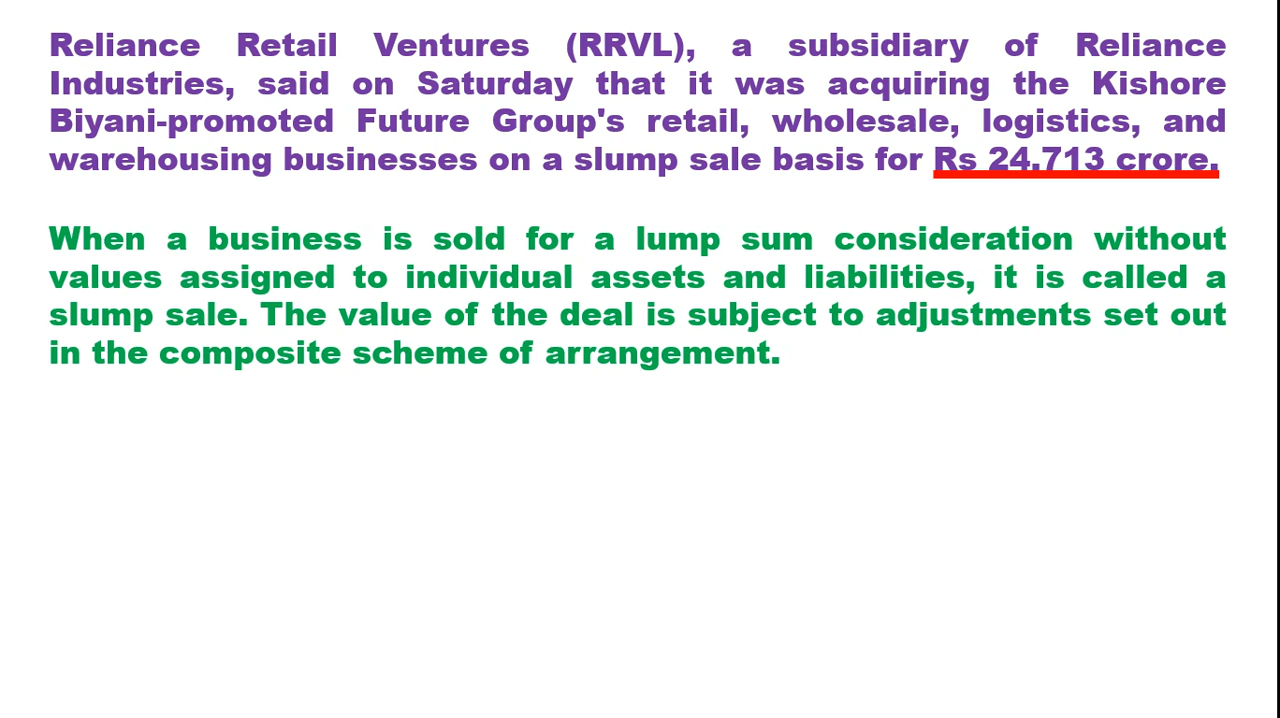 Reliance Retail Ventures (RRVL), a subsidiary of Reliance
Industries, said on Saturday that it was acquiring the Kishore
Biyani-promoted Future Group's retail, wholesale, logistics, and
warehousing businesses on a slump sale basis for Rs 24,713 crore.
When a business is sold for a lump sum consideration without
values assigned to individual assets and liabilities, it is called a
slump sale. The value of the deal is subject to adjustments set out
in the composite scheme of arrangement.